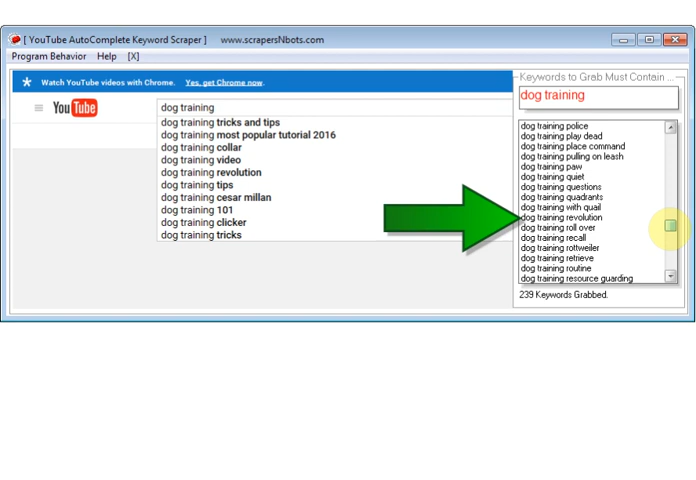 [ YouTube AutoComplete Keyword Scraper ] www.scrapersNbots.com
Program Behavior Help [X]
Watch YouTube videos with Chrome. Yes, get Chrome now.
YouTube
dog training
dog training tricks and tips
dog training most popular tutorial 2016
dog training collar
dog training video
dog training revolution
dog training tips
dog training cesar millan
dog training 101
dog training clicker
dog training tricks
Keywords to Grab Must Contain ...
dog training
dog training police
dog training play dead
dog training place command
dog training pulling on leash
dog training paw
dog training quiet
dog training questions
dog training quadrants
dog training with quail
dog training revolution
dog training roll over
dog training recall
dog training rottweiler
dog training retrieve
dog training routine
dog training resource guarding
239 Keywords Grabbed.